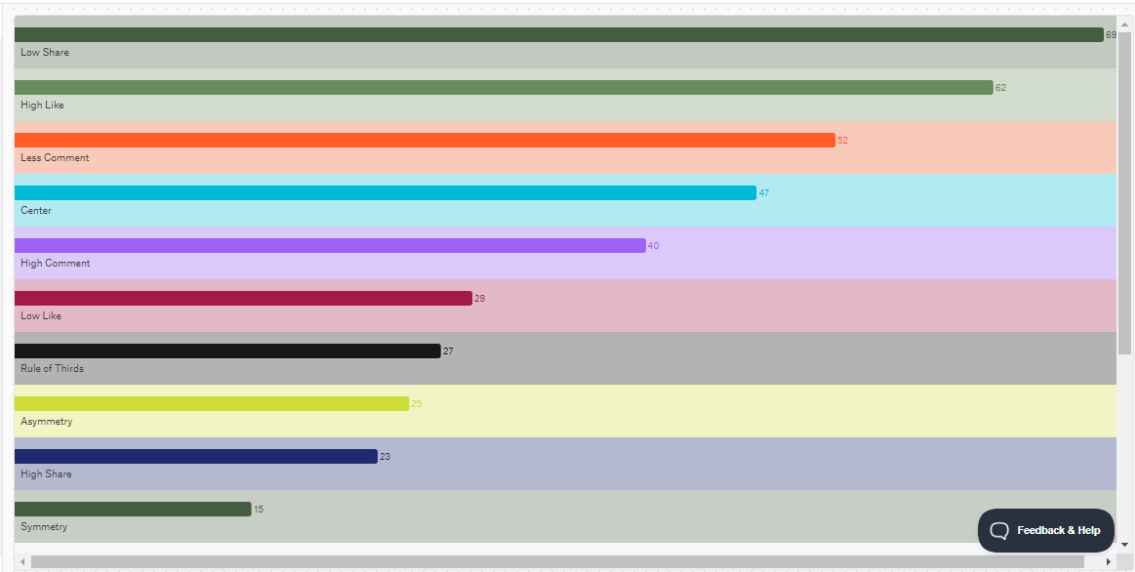 69
Low Share
62
High Like
52
Less Comment
47
Center
40
High Comment
29
Low Like
27
Rule of Thirds
25
Asymmetry
23
High Share
15
Symmetry
Feedback & Help